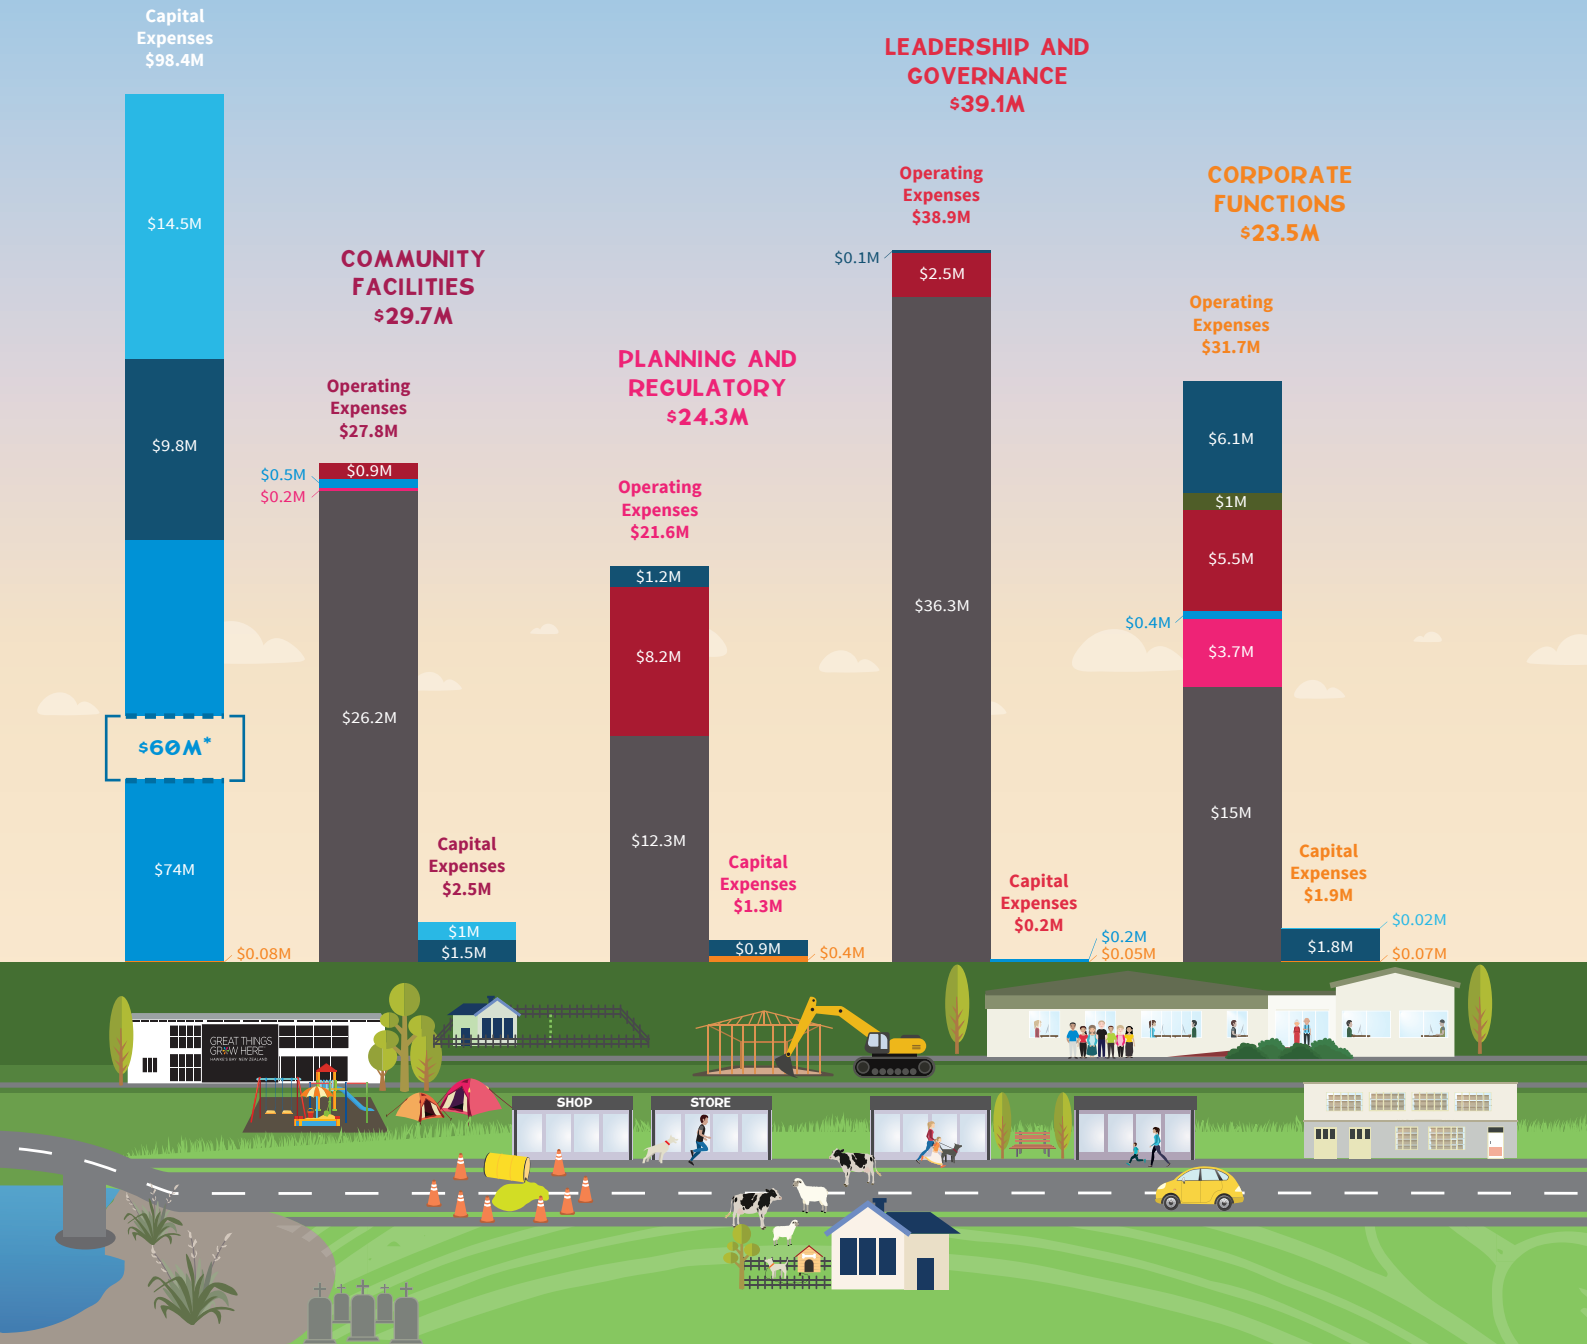 Capital
Expenses
$98.4M
$14.5M
$9.8M
$60M*
$74M
$0.08M
COMMUNITY
FACILITIES
$29.7M
Operating
Expenses
$27.8M
$0.9M
$0.5M
$0.2M
$26.2M
Capital
Expenses
$2.5M
$1M
$1.5M
PLANNING AND
REGULATORY
$24.3M
Operating
Expenses
$21.6M
$1.2M
$8.2M
$12.3M
Capital
Expenses
$1.3M
$0.9M
$0.4M
LEADERSHIP AND
GOVERNANCE
$39.1M
Operating
Expenses
$38.9M
$0.1M
$2.5M
$36.3M
Capital
Expenses
$0.2M
$0.2M
$0.05M
CORPORATE
FUNCTIONS
$23.5M
Operating
Expenses
$31.7M
$6.1M
$1M
$5.5M
$0.4M
$3.7M
$15M
Capital
Expenses
$1.9M
$0.02M
$1.8M
$0.07M
GREAT THINGS
GROW HERE
HAWKE'S BAY NEW ZEALAND
SHOP
STORE